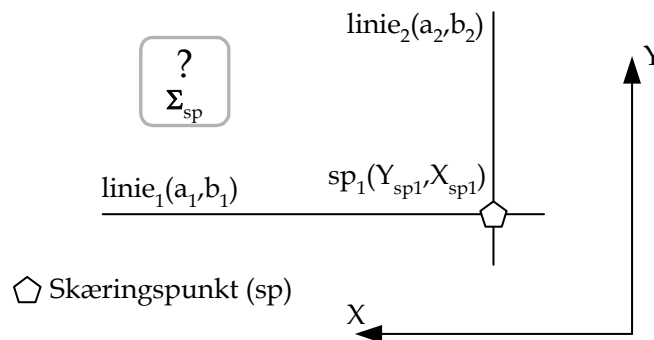 linie₂(a₂,b₂)
Y
?
Σsp
linie₁(a₁,b₁)
sp₁(Ysp1,Xsp1)
Skæringspunkt (sp)
X